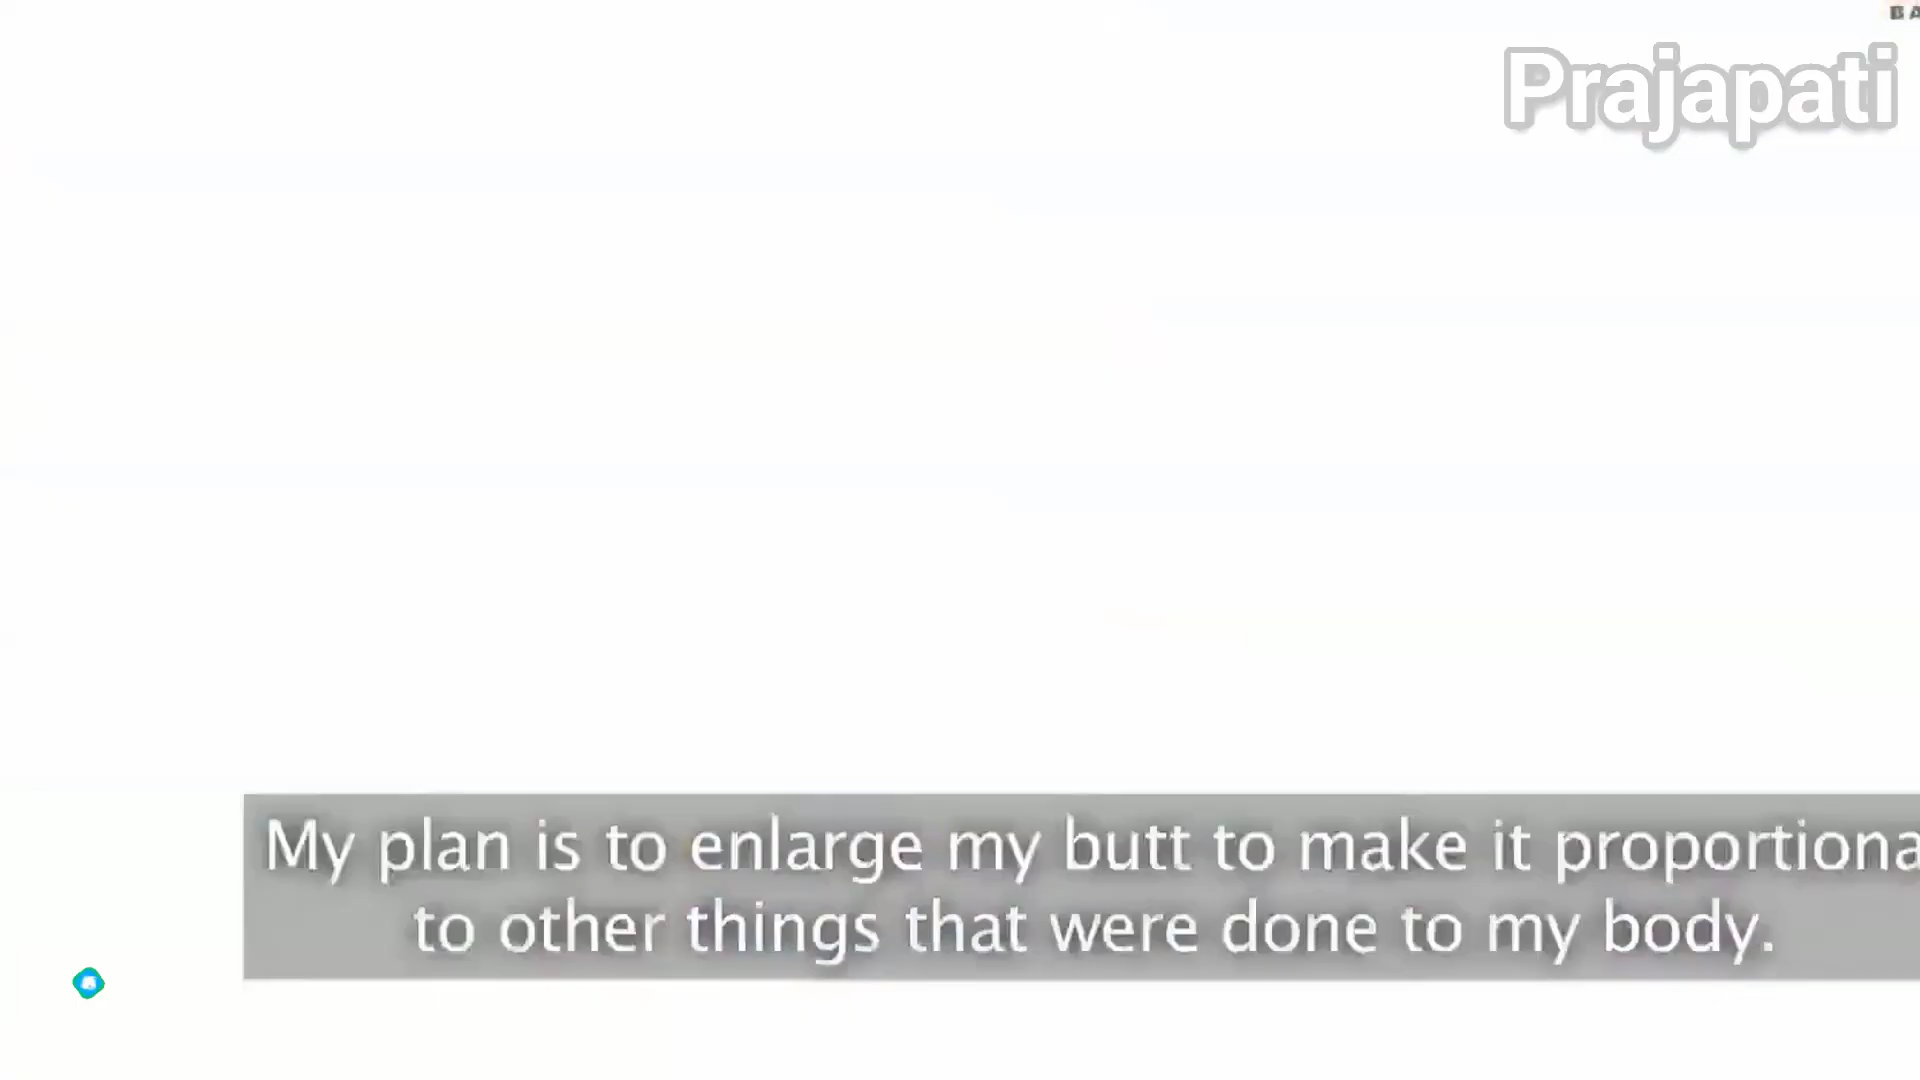 BA
Prajapati
My plan is to enlarge my butt to make it proportiona
to other things that were done to my body.